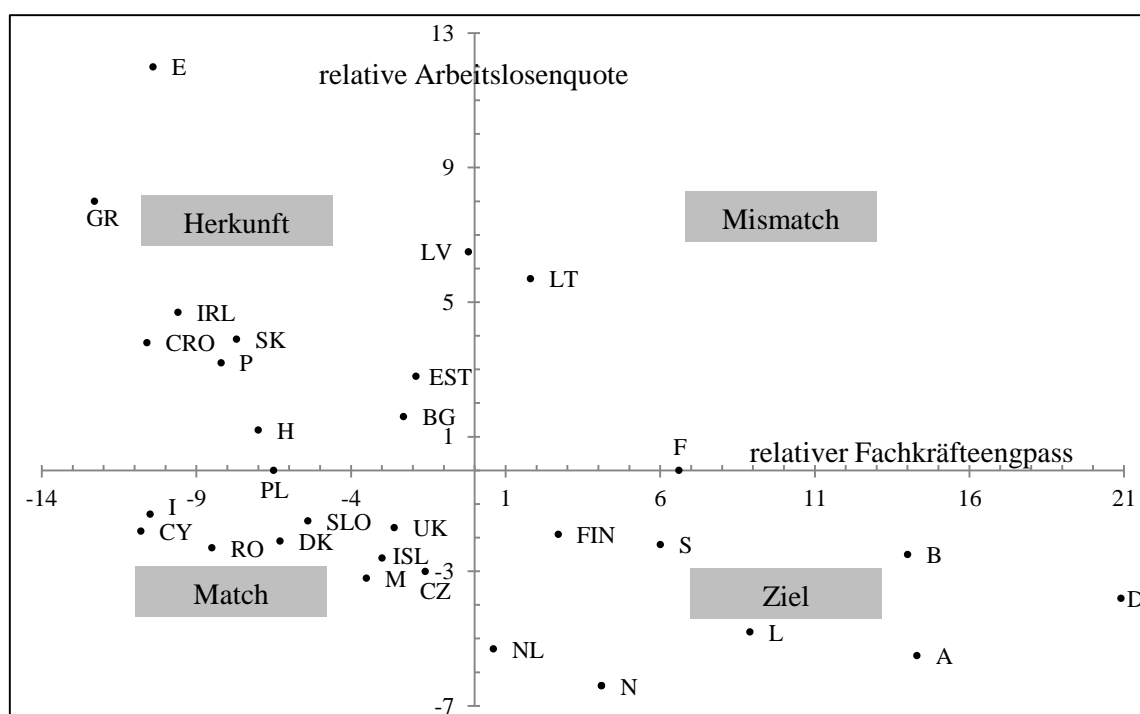 13
E
relative Arbeitslosenquote
9
GR
Herkunft
Mismatch
LV
LT
5
IRL
CRO
SK
P
EST
BG
H
1
F
relativer Fachkräfteengpass
-14
-9
PL
-4
1
6
11
16
21
I
CY
SLO
UK
RO
DK
ISL
FIN
S
B
M
CZ
-3
Match
Ziel
D
L
NL
A
N
-7